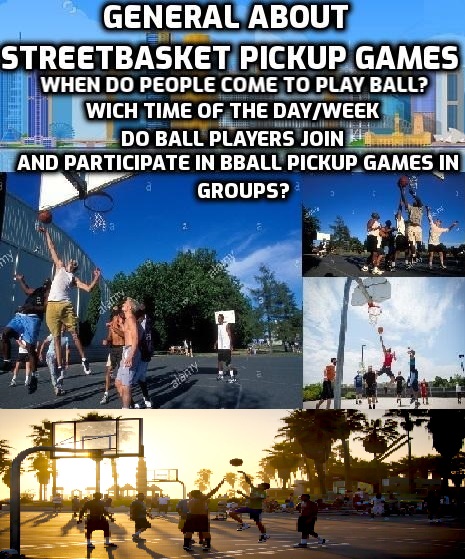 GENERAL ABOUT
STREETBASKET PICKUP GAMES
WHEN DO PEOPLE COME TO PLAY BALL?
WICH TIME OF THE DAY/WEEK
DO BALL PLAYERS JOIN
AND PARTICIPATE IN BBALL PICKUP GAMES IN
GROUPS?
alamy